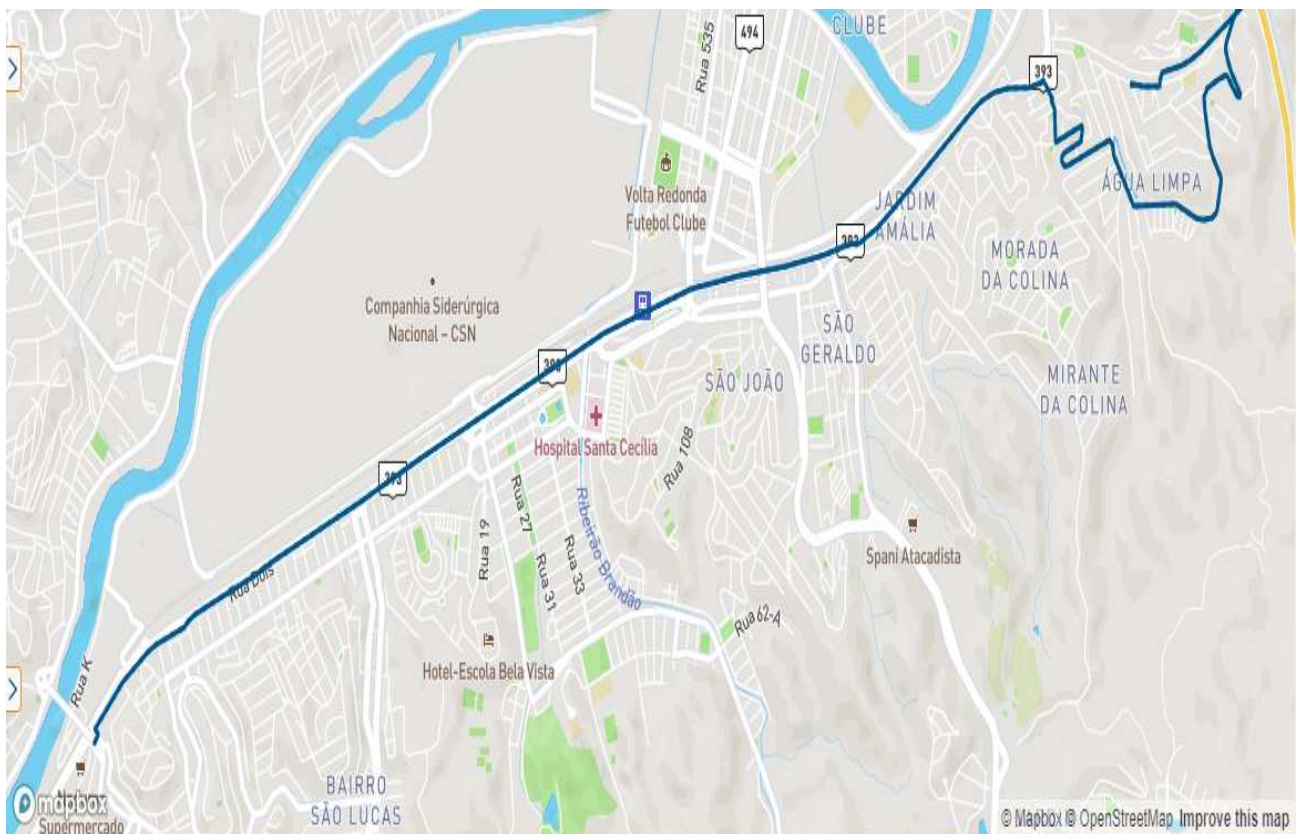 CLUBE
494
Rua 535
393
Volta Redonda
Futebol Clube
ÁGUA LIMPA
JARDIM
AMÁLIA
393
MORADA
DA COLINA
Companhia Siderúrgica
Nacional – CSN
SÃO
GERALDO
393
SÃO JOÃO
MIRANTE
DA COLINA
Hospital Santa Cecília
Rua 108
393
Rua 27
Ribeirão Brandão
Rua 19
Rua 33
Rua 31
Spani Atacadista
Rua Dois
Rua 62-A
Hotel-Escola Bela Vista
Rua K
BAIRRO
SÃO LUCAS
mapbox
Supermercado
© Mapbox © OpenStreetMap Improve this map